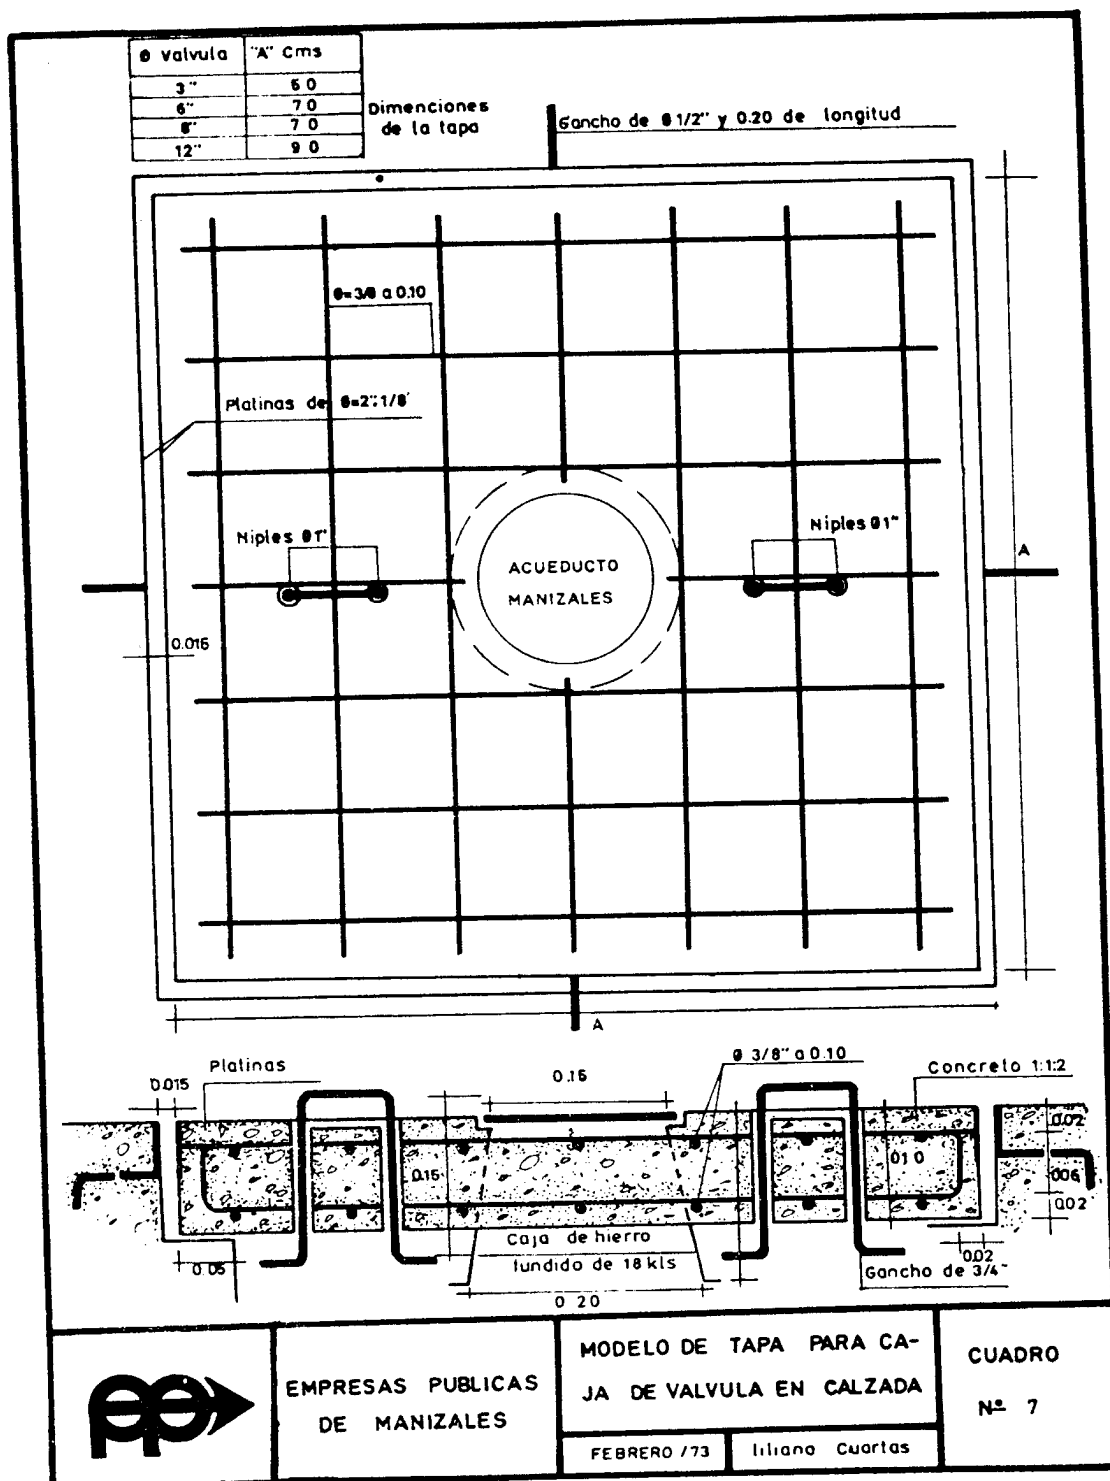 Ø Valvula "A" Cms
3" 60
6" 70
8" 70
12" 90
Dimenciones
de la tapa
Gancho de Ø 1/2" y 0.20 de longitud
Ø=3/8 a 0.10
Platinas de Ø=2":1/8'
Niples Ø1"
Niples Ø1"
ACUEDUCTO
MANIZALES
A
0.015
A
Platinas
0.015
0.15
Ø 3/8" a 0.10
Concreto 1:1:2
0.02
0.15
010
0.06
0.02
0.05
Caja de hierro
fundido de 18 kls
0.02
Gancho de 3/4"
0 20
EMPRESAS PUBLICAS
DE MANIZALES
MODELO DE TAPA PARA CA-
JA DE VALVULA EN CALZADA
FEBRERO /73
liliana Cuartas
CUADRO
Nº 7